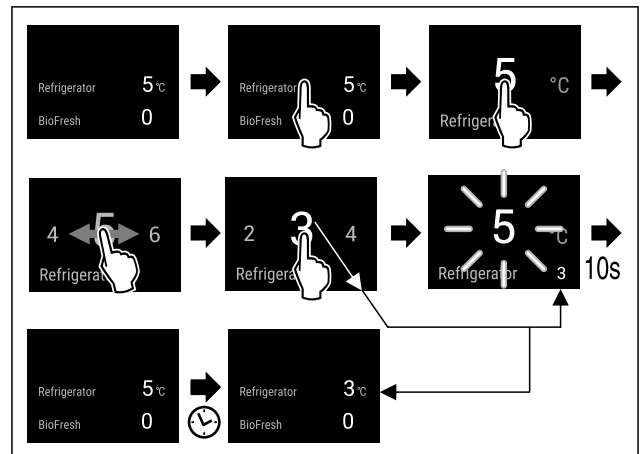 Refrigerator 5 °C
BioFresh 0
Refrigerator 5 °C
BioFresh 0
5 °C
Refriger
4 5 6
Refrigerat
2 3 4
Refrigera
5 °C
Refrigerator 3
10s
Refrigerator 5 °C
BioFresh 0
Refrigerator 3 °C
BioFresh 0